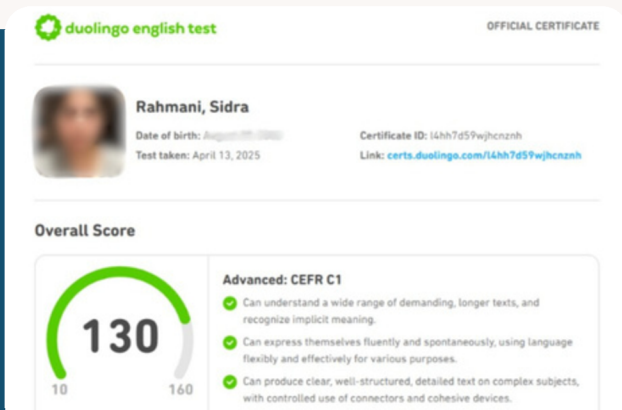 duolingo english test
OFFICIAL CERTIFICATE
Rahmani, Sidra
Date of birth:
Certificate ID: l4hh7d59wjhcnznh
Test taken: April 13, 2025
Link: certs.duolingo.com/l4hh7d59wjhcnznh
Overall Score
130
10
160
Advanced: CEFR C1
Can understand a wide range of demanding, longer texts, and
recognize implicit meaning.
Can express themselves fluently and spontaneously, using language
flexibly and effectively for various purposes.
Can produce clear, well-structured, detailed text on complex subjects,
with controlled use of connectors and cohesive devices.